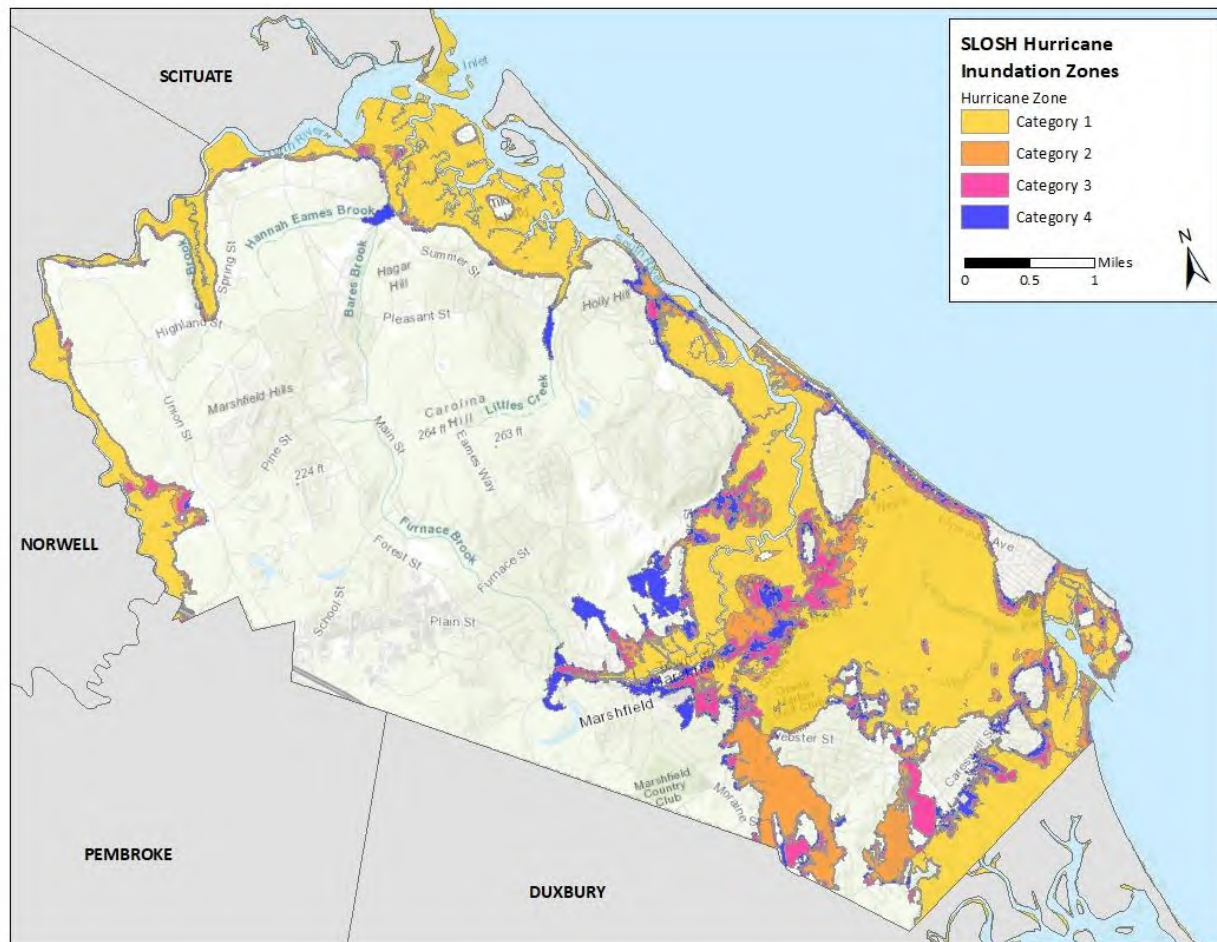 SLOSH Hurricane
Inundation Zones
Hurricane Zone
Category 1
Category 2
Category 3
Category 4
N
0 0.5 1 Miles
SCITUATE
Inlet
Hannah Eames Brook
Brook
Spring St
Summer St
Hagar
Hill
Bares Brook
Pleasant St
Holly Hill
South River
Highland St
Union St
Marshfield Hills
Carolina
Hill
Littles Creek
264 ft
263 ft
Main St
Eames Way
Pine St
224 ft
Furnace Brook
Forest St
Furnace St
School St
Plain St
Ave
NORWELL
Marshfield
Webster St
Careswell St
Marshfield
Country
Club
Moraine St
PEMBROKE
DUXBURY